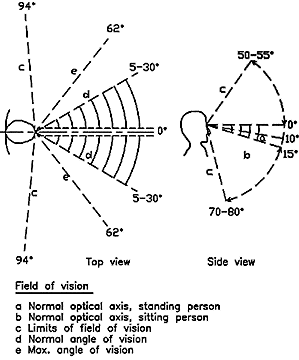 94°
62°
5-30°
0°
5-30°
62°
94°
c
e
d
d
e
c
Top view
50-55°
0°
10°
15°
70-80°
c
a
b
c
Side view
Field of vision
a Normal optical axis, standing person
b Normal optical axis, sitting person
c Limits of field of vision
d Normal angle of vision
e Max. angle of vision